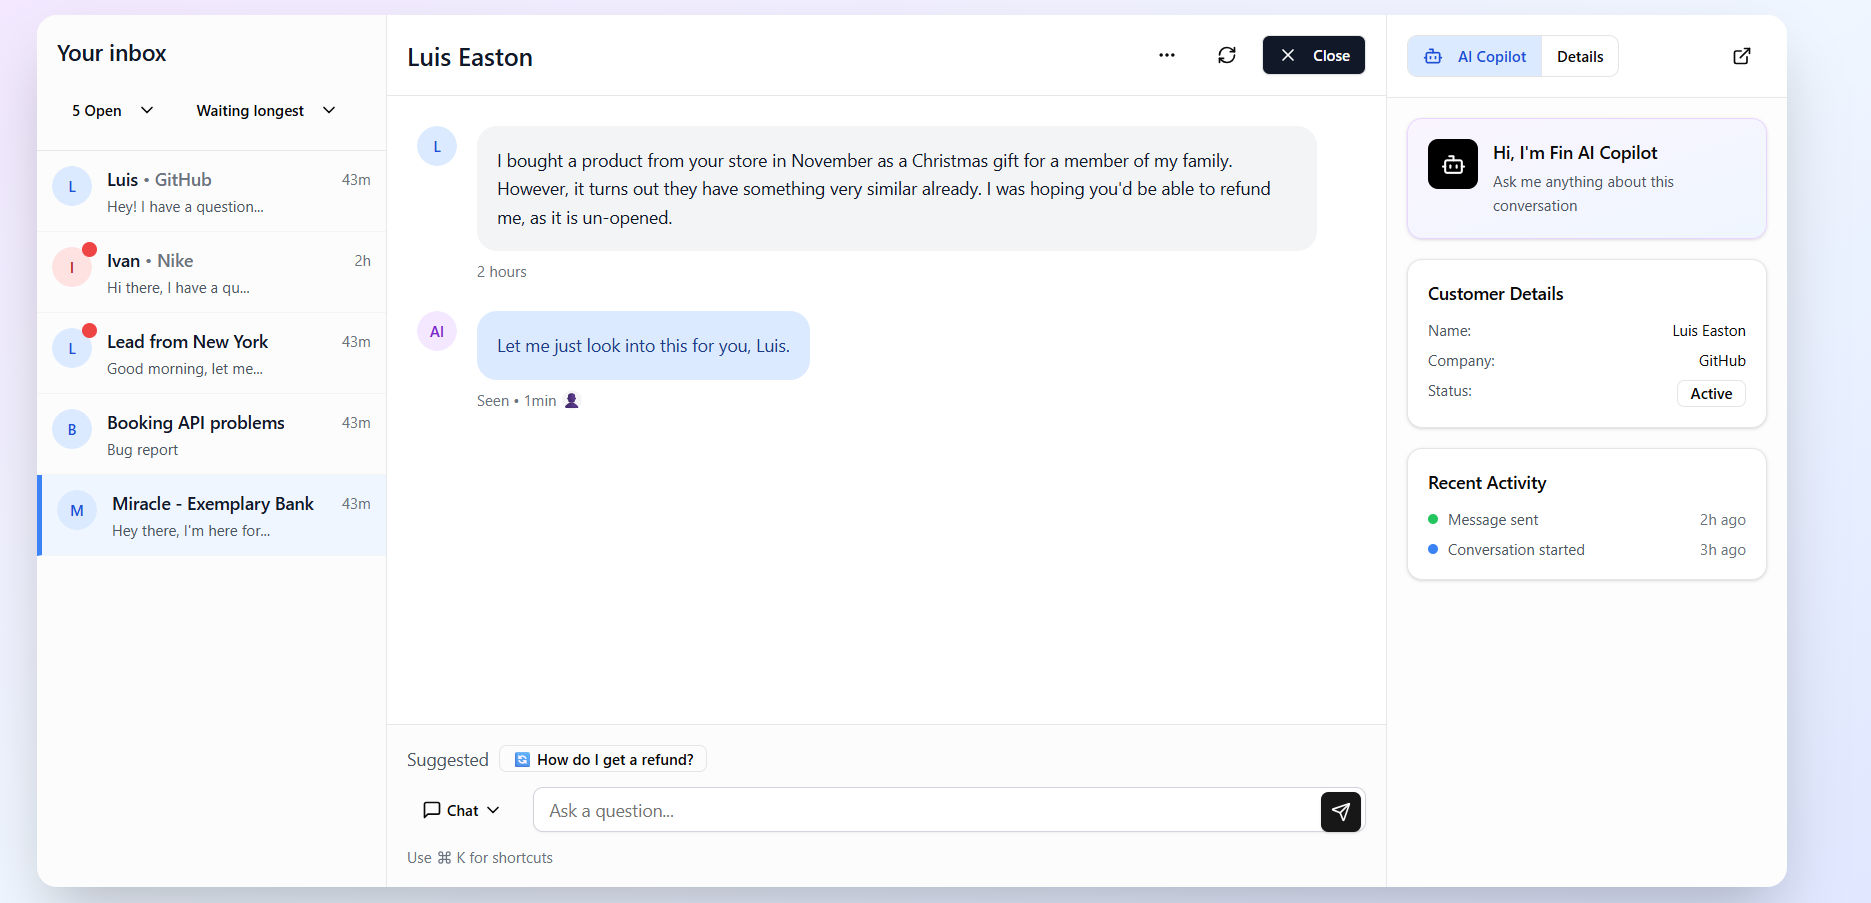 Your inbox
5 Open
Waiting longest
L
Luis • GitHub
43m
Hey! I have a question...
I
Ivan • Nike
2h
Hi there, I have a qu...
L
Lead from New York
43m
Good morning, let me...
B
Booking API problems
43m
Bug report
M
Miracle - Exemplary Bank
43m
Hey there, I'm here for...
Luis Easton
Close
L
I bought a product from your store in November as a Christmas gift for a member of my family.
However, it turns out they have something very similar already. I was hoping you'd be able to refund
me, as it is un-opened.
2 hours
AI
Let me just look into this for you, Luis.
Seen • 1min
Suggested
How do I get a refund?
Chat
Ask a question...
Use ⌘ K for shortcuts
AI Copilot
Details
Hi, I'm Fin AI Copilot
Ask me anything about this
conversation
Customer Details
Name:
Luis Easton
Company:
GitHub
Status:
Active
Recent Activity
Message sent
2h ago
Conversation started
3h ago